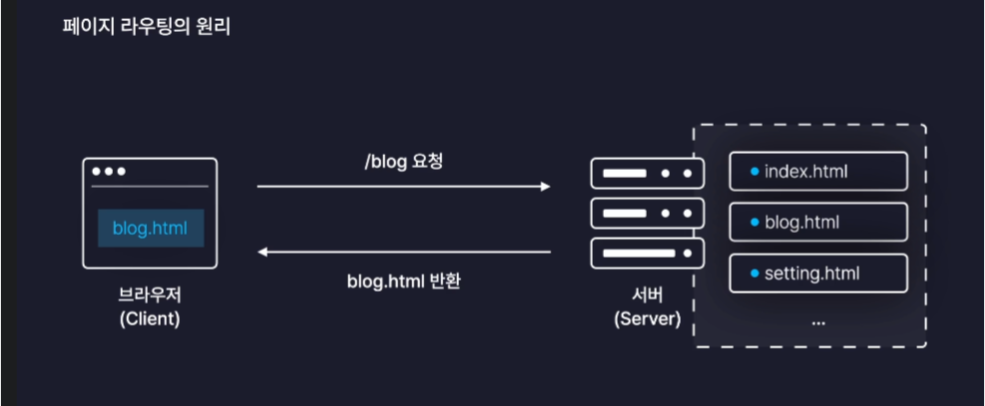 페이지 라우팅의 원리
/blog 요청
blog.html
blog.html 반환
브라우저
(Client)
서버
(Server)
index.html
blog.html
setting.html
...